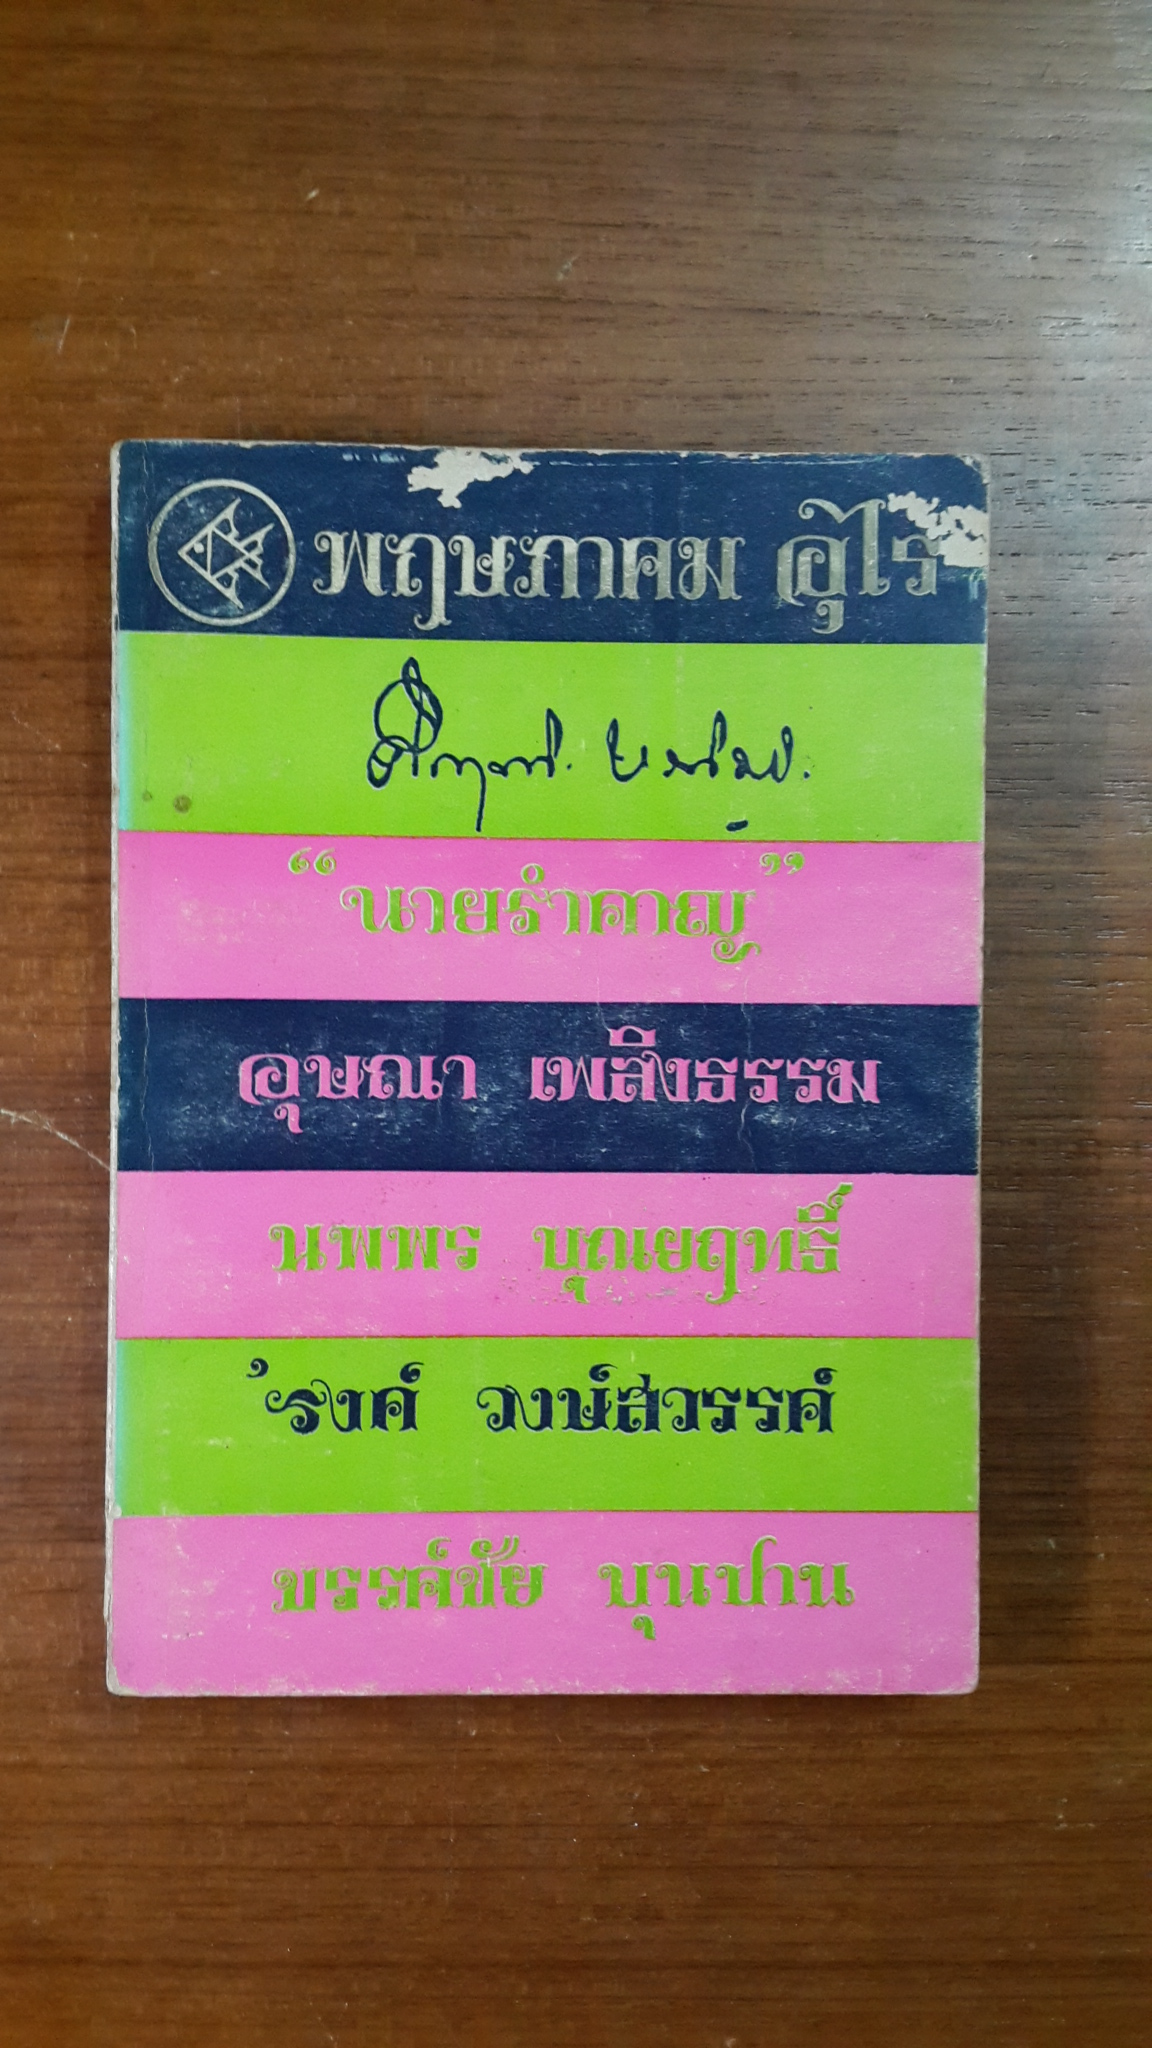 พฤษภาคม อุไร
"นายรำคาญ"
อุษณา เพลิงธรรม
นพพร บุณยฤทธิ์
'รงค์ วงษ์สวรรค์
ขรรค์ชัย บุนปาน